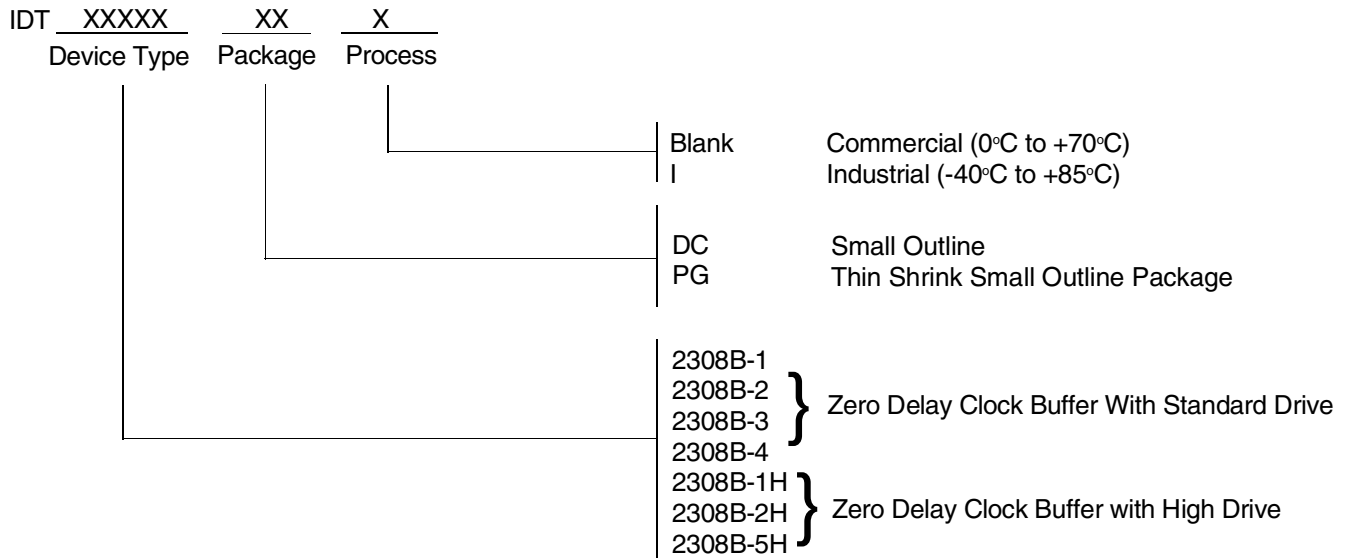 IDT XXXXX XX X
Device Type Package Process
Blank Commercial (0°C to +70°C)
I Industrial (-40°C to +85°C)
DC Small Outline
PG Thin Shrink Small Outline Package
2308B-1
2308B-2
2308B-3
2308B-4
} Zero Delay Clock Buffer With Standard Drive
2308B-1H
2308B-2H
2308B-5H
} Zero Delay Clock Buffer with High Drive